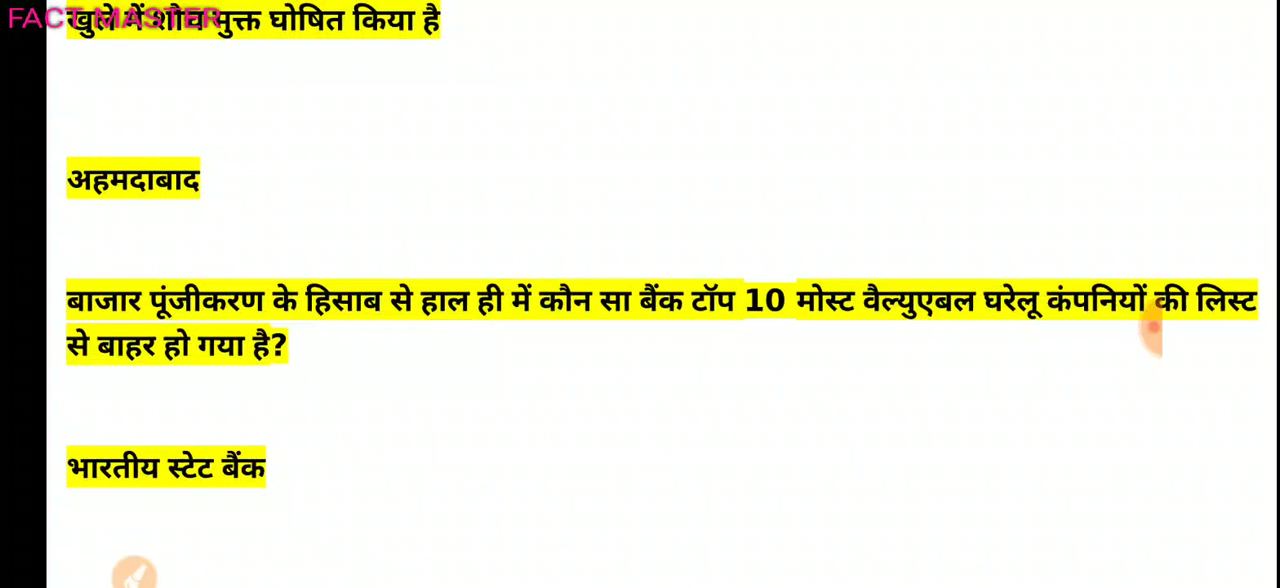 FACT MASTER
खुले में शौच मुक्त घोषित किया है
अहमदाबाद
बाजार पूंजीकरण के हिसाब से हाल ही में कौन सा बैंक टॉप 10 मोस्ट वैल्युएबल घरेलू कंपनियों की लिस्ट
से बाहर हो गया है?
भारतीय स्टेट बैंक